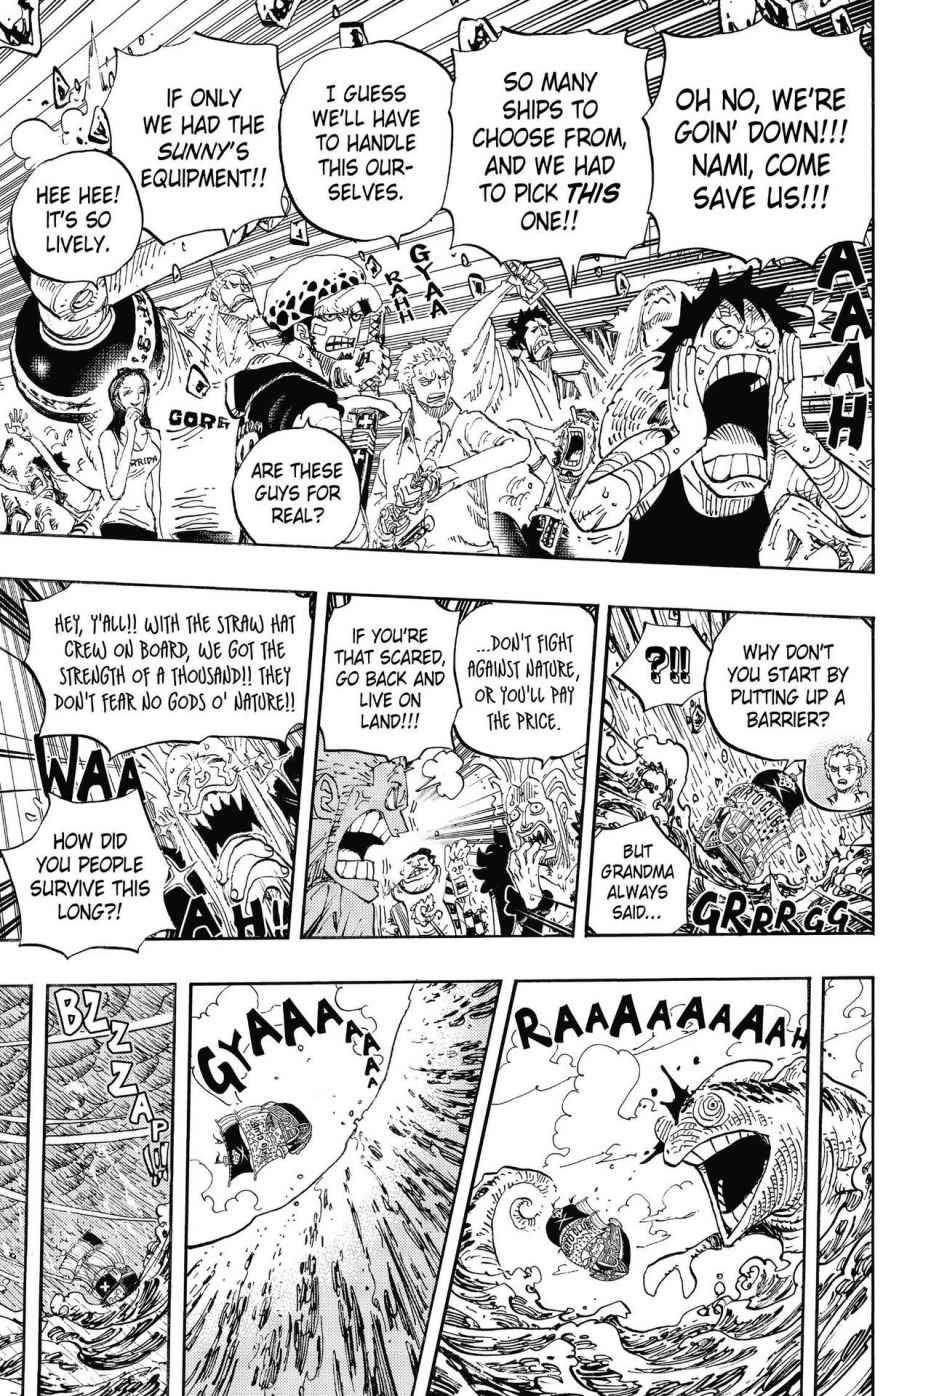 OH NO, WE'RE
GOIN' DOWN!!!
NAMI, COME
SAVE US!!!
SO MANY
SHIPS TO
CHOOSE FROM,
AND WE HAD
TO PICK THIS
ONE!!
I GUESS
WE'LL HAVE
TO HANDLE
THIS OUR-
SELVES.
IF ONLY
WE HAD THE
SUNNY'S
EQUIPMENT!!
HEE HEE!
IT'S SO
LIVELY.
AAAAH
GYAA
RAHH
ARE THESE
GUYS FOR
REAL?
WHY DON'T
YOU START BY
PUTTING UP A
BARRIER?
?!!
BUT
GRANDMA
ALWAYS
SAID...
GRRRGG
...DON'T FIGHT
AGAINST NATURE,
OR YOU'LL PAY
THE PRICE.
IF YOU'RE
THAT SCARED,
GO BACK AND
LIVE ON
LAND!!!
HEY, Y'ALL!! WITH THE STRAW HAT
CREW ON BOARD, WE GOT THE
STRENGTH OF A THOUSAND!! THEY
DON'T FEAR NO GODS O' NATURE!!
WAA
AH!!
HOW DID
YOU PEOPLE
SURVIVE THIS
LONG?!
RAAAAAAAAH
GYAAAAAAAA
BZZZZAP!!!